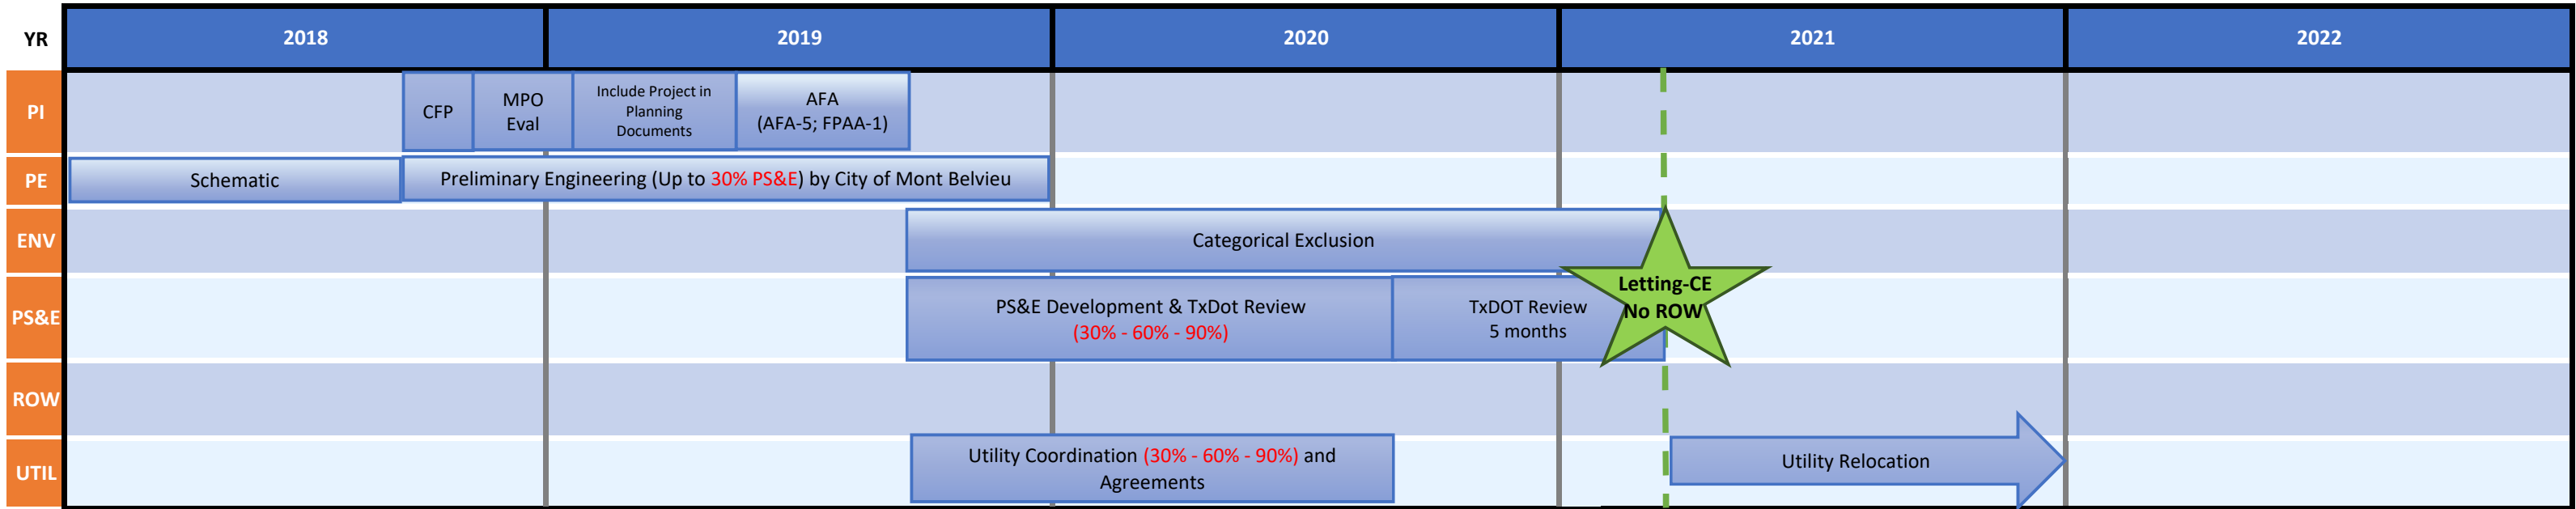 YR
2018
2019
2020
2021
2022
PI
CFP
MPO
Eval
Include Project in
Planning
Documents
AFA
(AFA-5; FPAA-1)
PE
Schematic
Preliminary Engineering (Up to 30% PS&E) by City of Mont Belvieu
ENV
Categorical Exclusion
PS&E
PS&E Development & TxDot Review
(30% - 60% - 90%)
TxDOT Review
5 months
Letting-CE
No ROW
ROW
UTIL
Utility Coordination (30% - 60% - 90%) and
Agreements
Utility Relocation